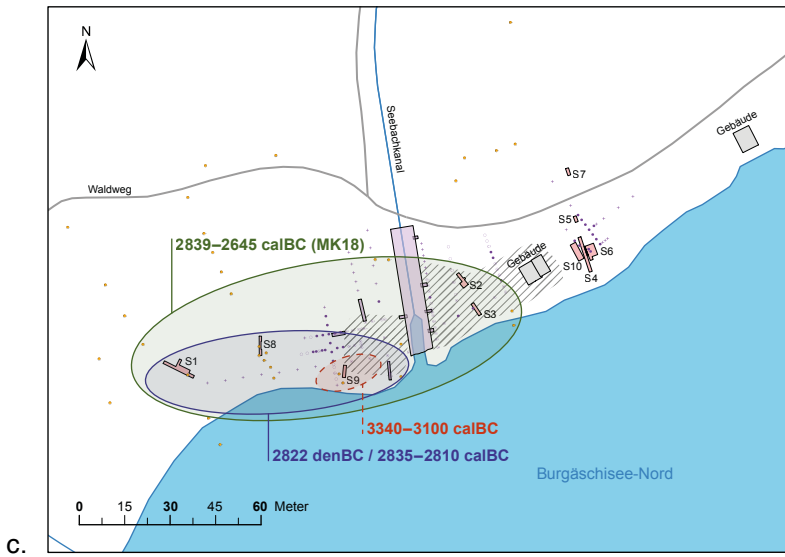 N
Seebachkanal
Gebäude
Waldweg
S7
S5
S6
S10
S4
Gebäude
2839–2645 calBC (MK18)
S2
S3
S8
S1
S9
3340–3100 calBC
2822 denBC / 2835–2810 calBC
Burgäschisee-Nord
0 15 30 45 60 Meter
c.